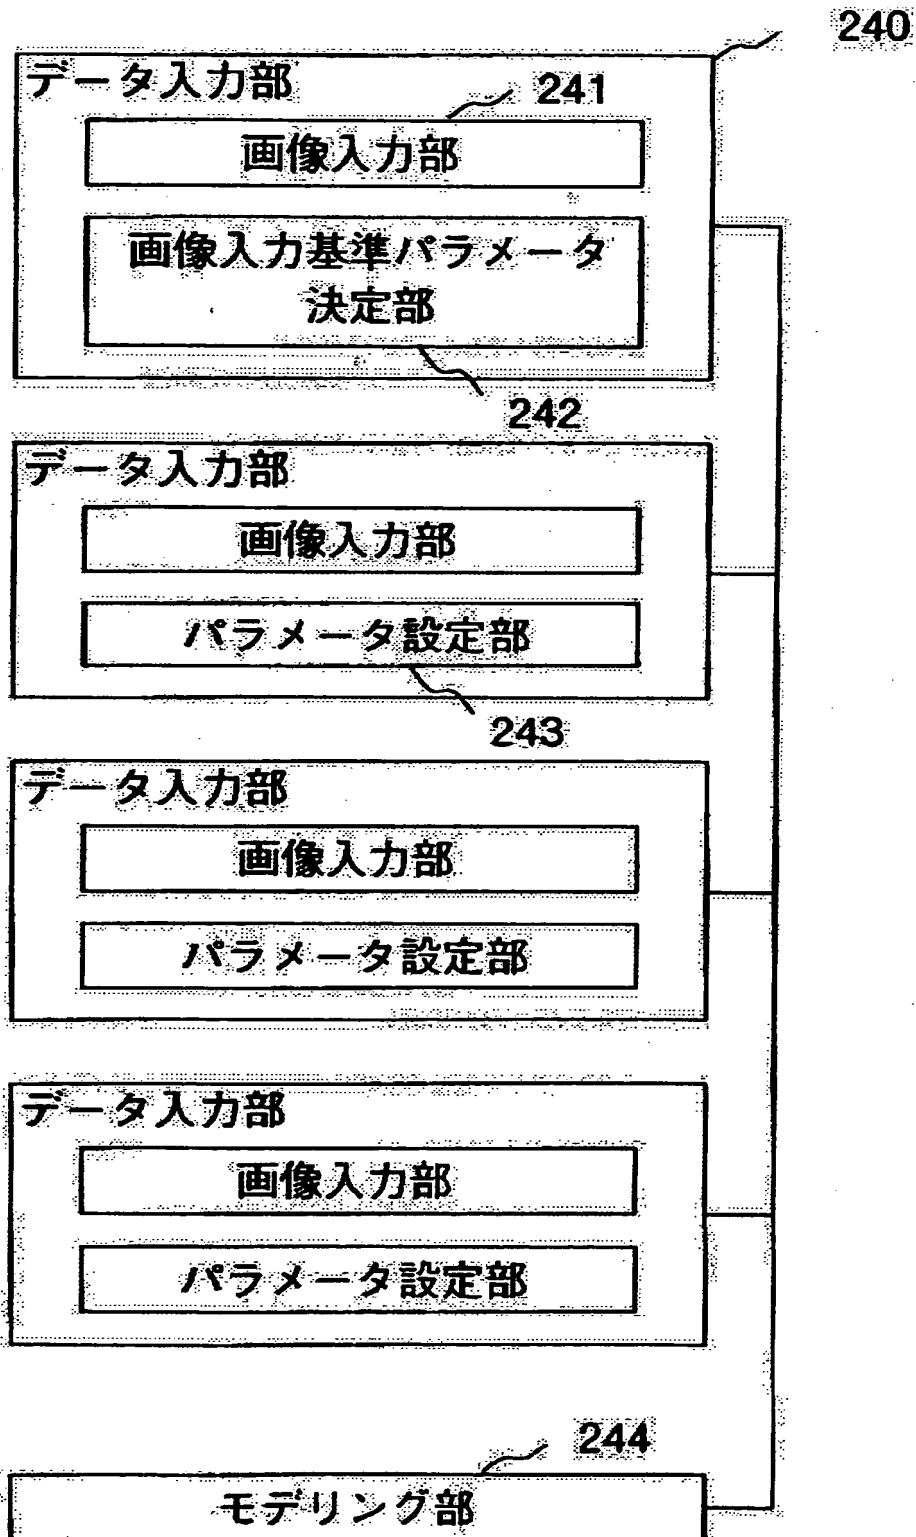 240
データ入力部
241
画像入力部
画像入力基準パラメータ
決定部
242
データ入力部
画像入力部
パラメータ設定部
243
データ入力部
画像入力部
パラメータ設定部
データ入力部
画像入力部
パラメータ設定部
244
モデリング部